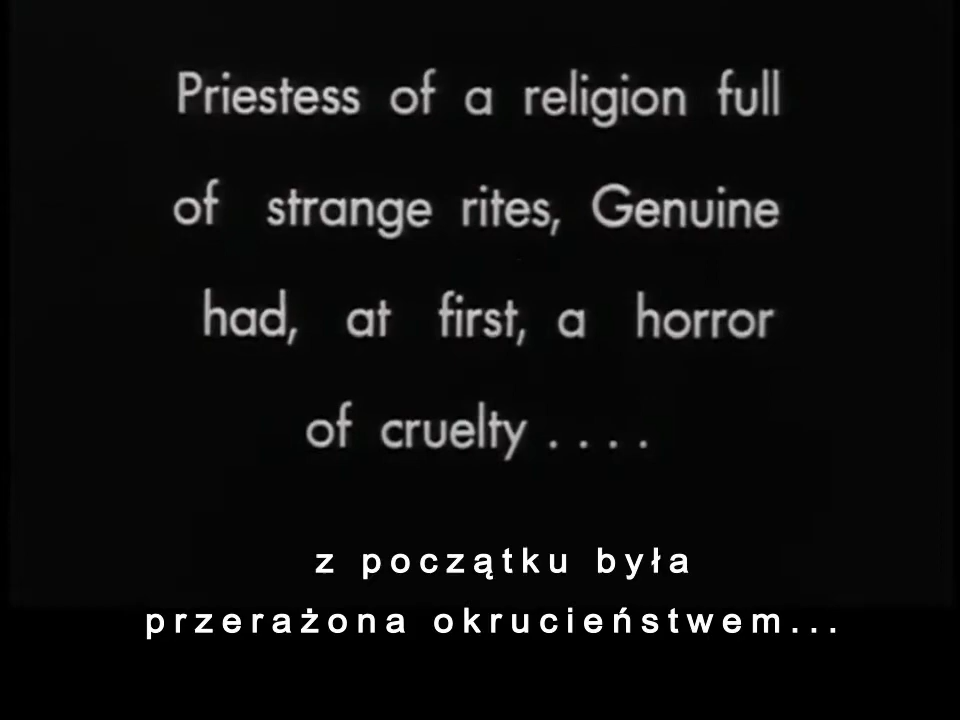 Priestess of a religion full
of strange rites, Genuine
had, at first, a horror
of cruelty . . . .
z początku była
przerażona okrucieństwem...